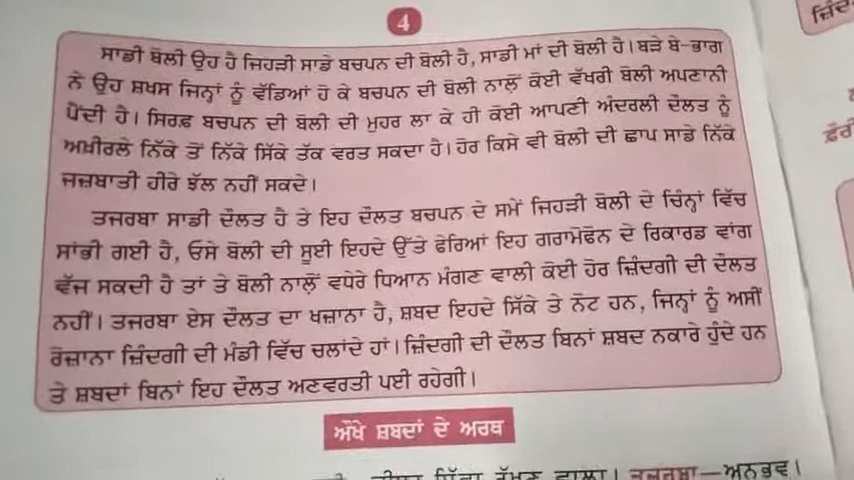 4
ਸਾਡੀ ਬੋਲੀ ਉਹ ਹੈ ਜਿਹੜੀ ਸਾਡੇ ਬਚਪਨ ਦੀ ਬੋਲੀ ਹੈ, ਸਾਡੀ ਮਾਂ ਦੀ ਬੋਲੀ ਹੈ। ਬੜੇ ਬੇ-ਭਾਗ
ਨੇ ਉਹ ਸ਼ਖਸ ਜਿਨ੍ਹਾਂ ਨੂੰ ਵੱਡਿਆਂ ਹੋ ਕੇ ਬਚਪਨ ਦੀ ਬੋਲੀ ਨਾਲੋਂ ਕੋਈ ਵੱਖਰੀ ਬੋਲੀ ਅਪਣਾਨੀ
ਪੈਂਦੀ ਹੈ। ਸਿਰਫ਼ ਬਚਪਨ ਦੀ ਬੋਲੀ ਦੀ ਮੁਹਰ ਲਾ ਕੇ ਹੀ ਕੋਈ ਆਪਣੀ ਅੰਦਰਲੀ ਦੌਲਤ ਨੂੰ
ਅਖ਼ੀਰਲੇ ਨਿੱਕੇ ਤੋਂ ਨਿੱਕੇ ਸਿੱਕੇ ਤੱਕ ਵਰਤ ਸਕਦਾ ਹੈ। ਹੋਰ ਕਿਸੇ ਵੀ ਬੋਲੀ ਦੀ ਛਾਪ ਸਾਡੇ ਨਿੱਕੇ
ਜਜ਼ਬਾਤੀ ਹੀਰੇ ਝੱਲ ਨਹੀਂ ਸਕਦੇ।
ਤਜਰਬਾ ਸਾਡੀ ਦੌਲਤ ਹੈ ਤੇ ਇਹ ਦੌਲਤ ਬਚਪਨ ਦੇ ਸਮੇਂ ਜਿਹੜੀ ਬੋਲੀ ਦੇ ਚਿੰਨ੍ਹਾਂ ਵਿੱਚ
ਸਾਂਭੀ ਗਈ ਹੈ, ਓਸੇ ਬੋਲੀ ਦੀ ਸੂਈ ਇਹਦੇ ਉੱਤੇ ਫੇਰਿਆਂ ਇਹ ਗਰਾਮੋਫੋਨ ਦੇ ਰਿਕਾਰਡ ਵਾਂਗ
ਵੱਜ ਸਕਦੀ ਹੈ ਤਾਂ ਤੇ ਬੋਲੀ ਨਾਲੋਂ ਵਧੇਰੇ ਧਿਆਨ ਮੰਗਣ ਵਾਲੀ ਕੋਈ ਹੋਰ ਜ਼ਿੰਦਗੀ ਦੀ ਦੌਲਤ
ਨਹੀਂ। ਤਜਰਬਾ ਏਸ ਦੌਲਤ ਦਾ ਖਜ਼ਾਨਾ ਹੈ, ਸ਼ਬਦ ਇਹਦੇ ਸਿੱਕੇ ਤੇ ਨੋਟ ਹਨ, ਜਿਨ੍ਹਾਂ ਨੂੰ ਅਸੀਂ
ਰੋਜ਼ਾਨਾ ਜ਼ਿੰਦਗੀ ਦੀ ਮੰਡੀ ਵਿੱਚ ਚਲਾਂਦੇ ਹਾਂ। ਜ਼ਿੰਦਗੀ ਦੀ ਦੌਲਤ ਬਿਨਾਂ ਸ਼ਬਦ ਨਕਾਰੇ ਹੁੰਦੇ ਹਨ
ਤੇ ਸ਼ਬਦਾਂ ਬਿਨਾਂ ਇਹ ਦੌਲਤ ਅਣਵਰਤੀ ਪਈ ਰਹੇਗੀ।
ਔਖੇ ਸ਼ਬਦਾਂ ਦੇ ਅਰਥ
ਵਾਲਾ। ਤਜਰਬਾ—ਅਨੁਭਵ।